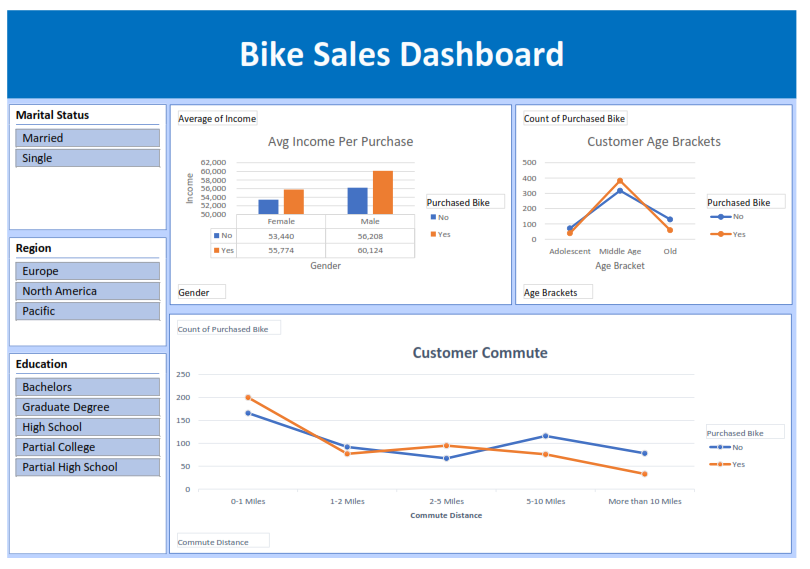 Bike Sales Dashboard
Marital Status
Married
Single
Region
Europe
North America
Pacific
Education
Bachelors
Graduate Degree
High School
Partial College
Partial High School
Average of Income
Avg Income Per Purchase
Income
62,000
60,000
58,000
56,000
54,000
52,000
50,000
Female Male
No 53,440 56,208
Yes 55,774 60,124
Gender
Purchased Bike
No
Yes
Gender
Count of Purchased Bike
Customer Age Brackets
500
400
300
200
100
0
Adolescent Middle Age Old
Age Bracket
Purchased Bike
No
Yes
Age Brackets
Count of Purchased Bike
Customer Commute
250
200
150
100
50
0
0-1 Miles 1-2 Miles 2-5 Miles 5-10 Miles More than 10 Miles
Commute Distance
Purchased Bike
No
Yes
Commute Distance